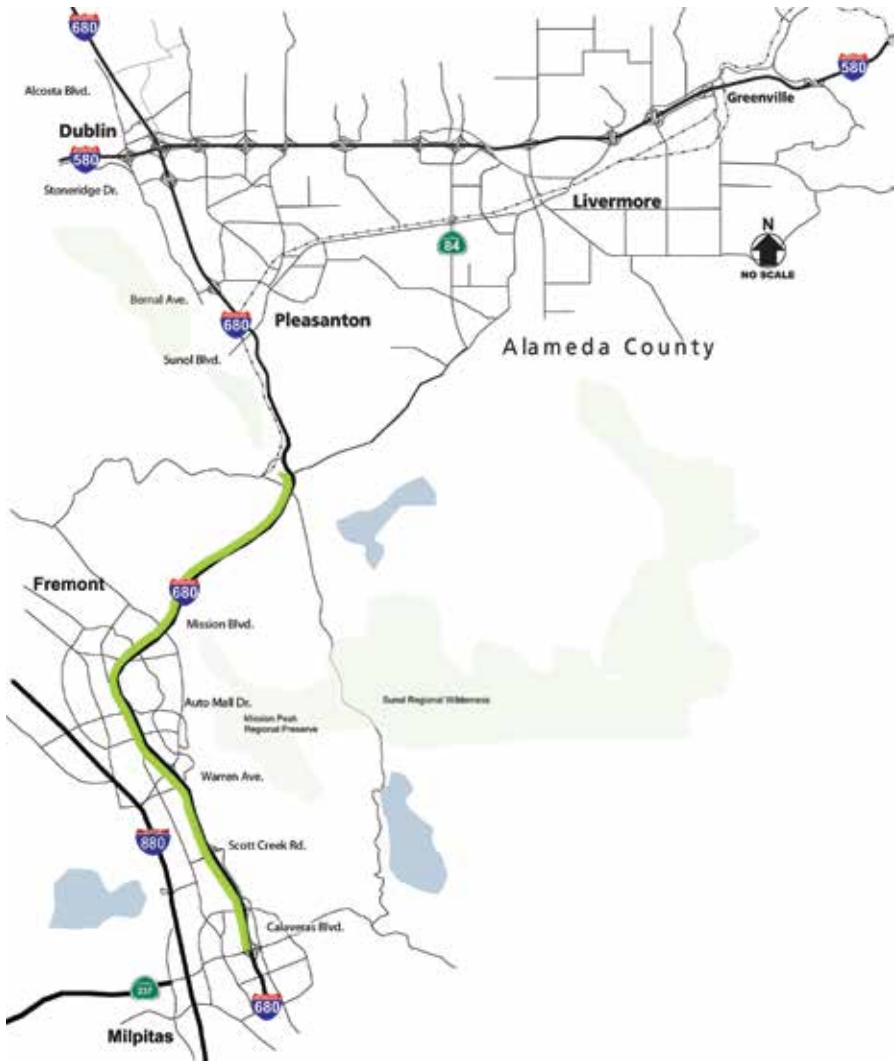 680
Alcosta Blvd.
580
Greenville
Dublin
580
Stoneridge Dr.
Livermore
84
N
NO SCALE
Bernal Ave.
680
Pleasanton
Sunol Blvd.
Alameda County
Fremont
680
Mission Blvd.
Auto Mall Dr.
Sunol Regional Wilderness
Mission Peak
Regional Preserve
Warren Ave.
880
Scott Creek Rd.
Calaveras Blvd.
237
680
Milpitas